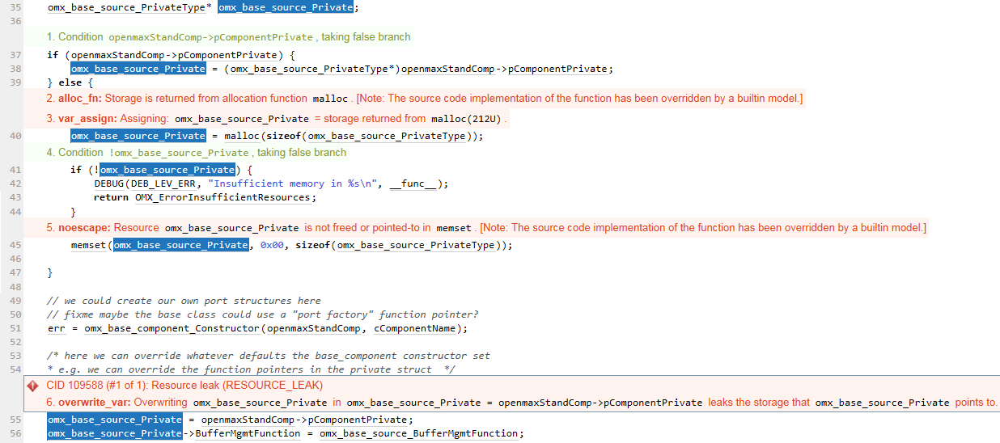 35 omx_base_source_PrivateType* omx_base_source_Private;
36
1. Condition openmaxStandComp->pComponentPrivate, taking false branch
37 if (openmaxStandComp->pComponentPrivate) {
38 omx_base_source_Private = (omx_base_source_PrivateType*)openmaxStandComp->pComponentPrivate;
39 } else {
2. alloc_fn: Storage is returned from allocation function malloc. [Note: The source code implementation of the function has been overridden by a builtin model.]
3. var_assign: Assigning: omx_base_source_Private = storage returned from malloc(212U).
40 omx_base_source_Private = malloc(sizeof(omx_base_source_PrivateType));
4. Condition !omx_base_source_Private, taking false branch
41 if (!omx_base_source_Private) {
42 DEBUG(DEB_LEV_ERR, "Insufficient memory in %s\n", __func__);
43 return OMX_ErrorInsufficientResources;
44 }
5. noescape: Resource omx_base_source_Private is not freed or pointed-to in memset. [Note: The source code implementation of the function has been overridden by a builtin model.]
45 memset(omx_base_source_Private, 0x00, sizeof(omx_base_source_PrivateType));
46
47 }
48
49 // we could create our own port structures here
50 // fixme maybe the base class could use a "port factory" function pointer?
51 err = omx_base_component_Constructor(openmaxStandComp, cComponentName);
52
53 /* here we can override whatever defaults the base_component constructor set
54 * e.g. we can override the function pointers in the private struct */
CID 109588 (#1 of 1): Resource leak (RESOURCE_LEAK)
6. overwrite_var: Overwriting omx_base_source_Private in omx_base_source_Private = openmaxStandComp->pComponentPrivate leaks the storage that omx_base_source_Private points to.
55 omx_base_source_Private = openmaxStandComp->pComponentPrivate;
56 omx_base_source_Private->BufferMgmtFunction = omx_base_source_BufferMgmtFunction;